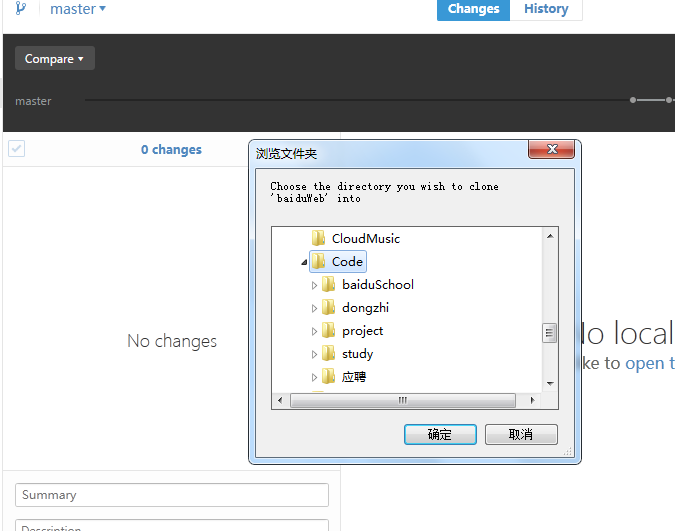 master
Changes
History
Compare
master
0 changes
浏览文件夹
Choose the directory you wish to clone
'baiduWeb' into
CloudMusic
Code
baiduSchool
dongzhi
project
study
应聘
No changes
No local
ke to open t
确定
取消
Summary
Description